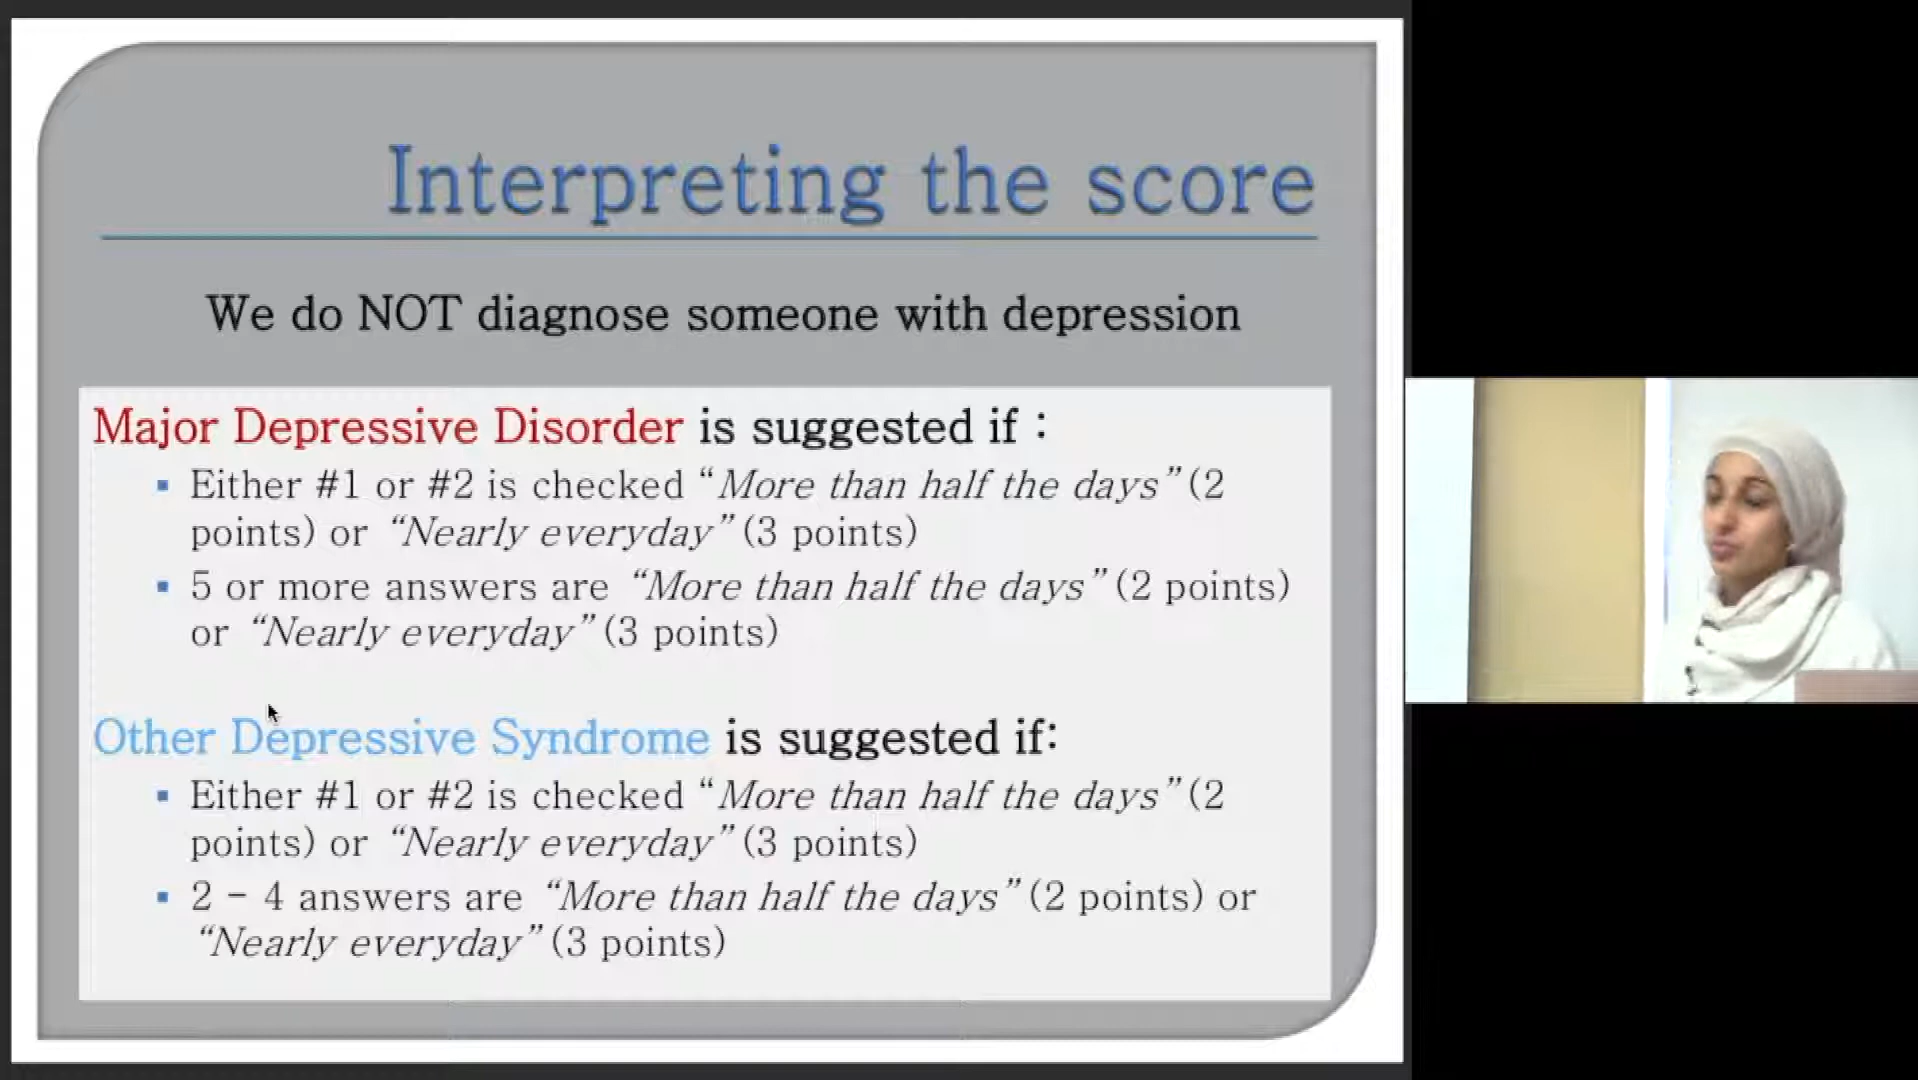 Interpreting the score
We do NOT diagnose someone with depression
Major Depressive Disorder is suggested if :
▪ Either #1 or #2 is checked “More than half the days” (2
points) or “Nearly everyday” (3 points)
▪ 5 or more answers are “More than half the days” (2 points)
or “Nearly everyday” (3 points)
Other Depressive Syndrome is suggested if:
▪ Either #1 or #2 is checked “More than half the days” (2
points) or “Nearly everyday” (3 points)
▪ 2 – 4 answers are “More than half the days” (2 points) or
“Nearly everyday” (3 points)